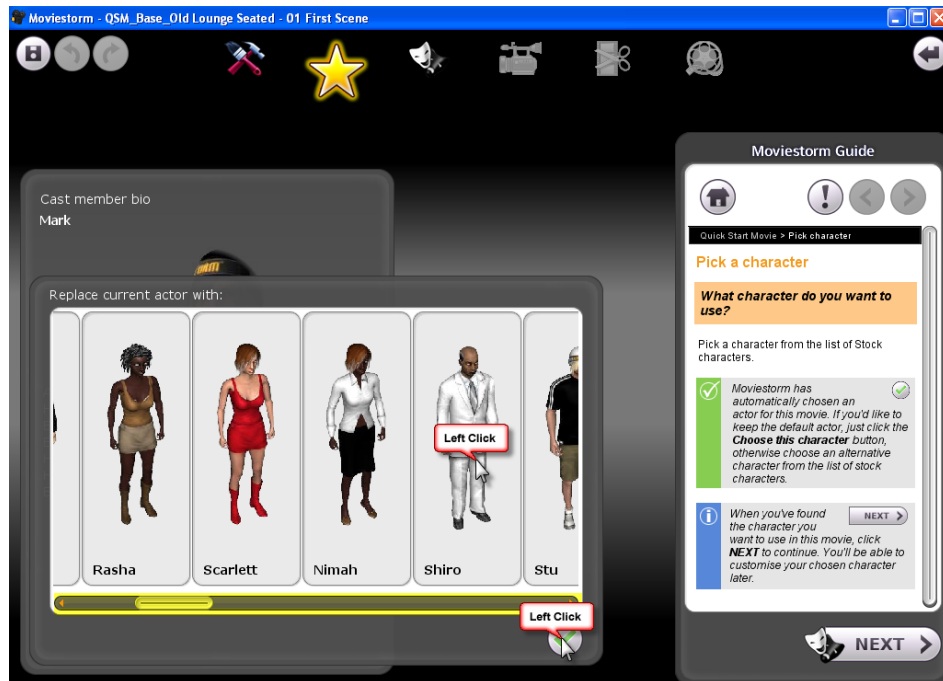 Moviestorm - QSM_Base_Old Lounge Seated - 01 First Scene
Cast member bio
Mark
Replace current actor with:
Rasha
Scarlett
Nimah
Shiro
Stu
Left Click
Left Click
Moviestorm Guide
Quick Start Movie > Pick character
Pick a character
What character do you want to
use?
Pick a character from the list of Stock
characters.
Moviestorm has
automatically chosen an
actor for this movie. If you'd like to
keep the default actor, just click the
Choose this character button,
otherwise choose an alternative
character from the list of stock
characters.
When you've found
the character you
want to use in this movie, click
NEXT to continue. You'll be able to
customise your chosen character
later.
NEXT
NEXT